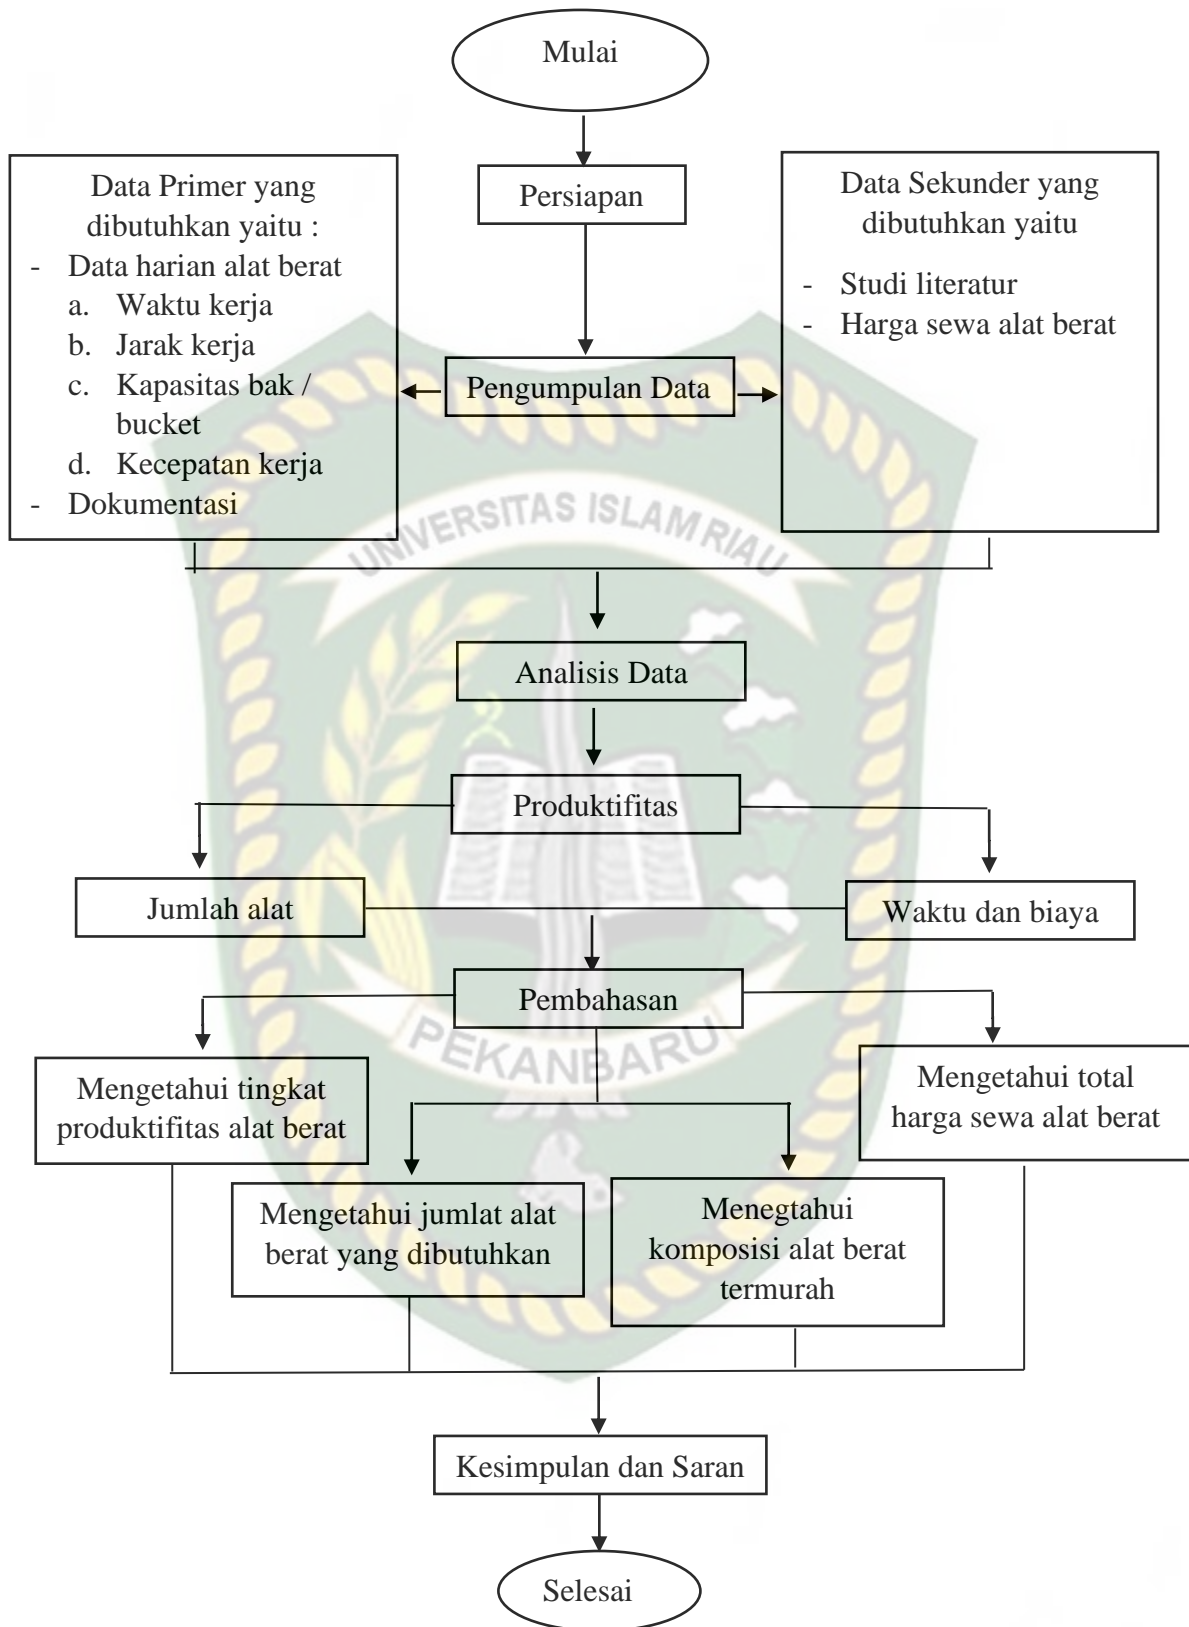 Mulai
Persiapan
Data Primer yang
dibutuhkan yaitu :
- Data harian alat berat
a. Waktu kerja
b. Jarak kerja
c. Kapasitas bak /
bucket
d. Kecepatan kerja
- Dokumentasi
Pengumpulan Data
Data Sekunder yang
dibutuhkan yaitu
- Studi literatur
- Harga sewa alat berat
UNIVERSITAS ISLAM RIAU
Analisis Data
Produktifitas
Jumlah alat
Waktu dan biaya
Pembahasan
PEKANBARU
Mengetahui tingkat
produktifitas alat berat
Mengetahui jumlat alat
berat yang dibutuhkan
Menegtahui
komposisi alat berat
termurah
Mengetahui total
harga sewa alat berat
Kesimpulan dan Saran
Selesai